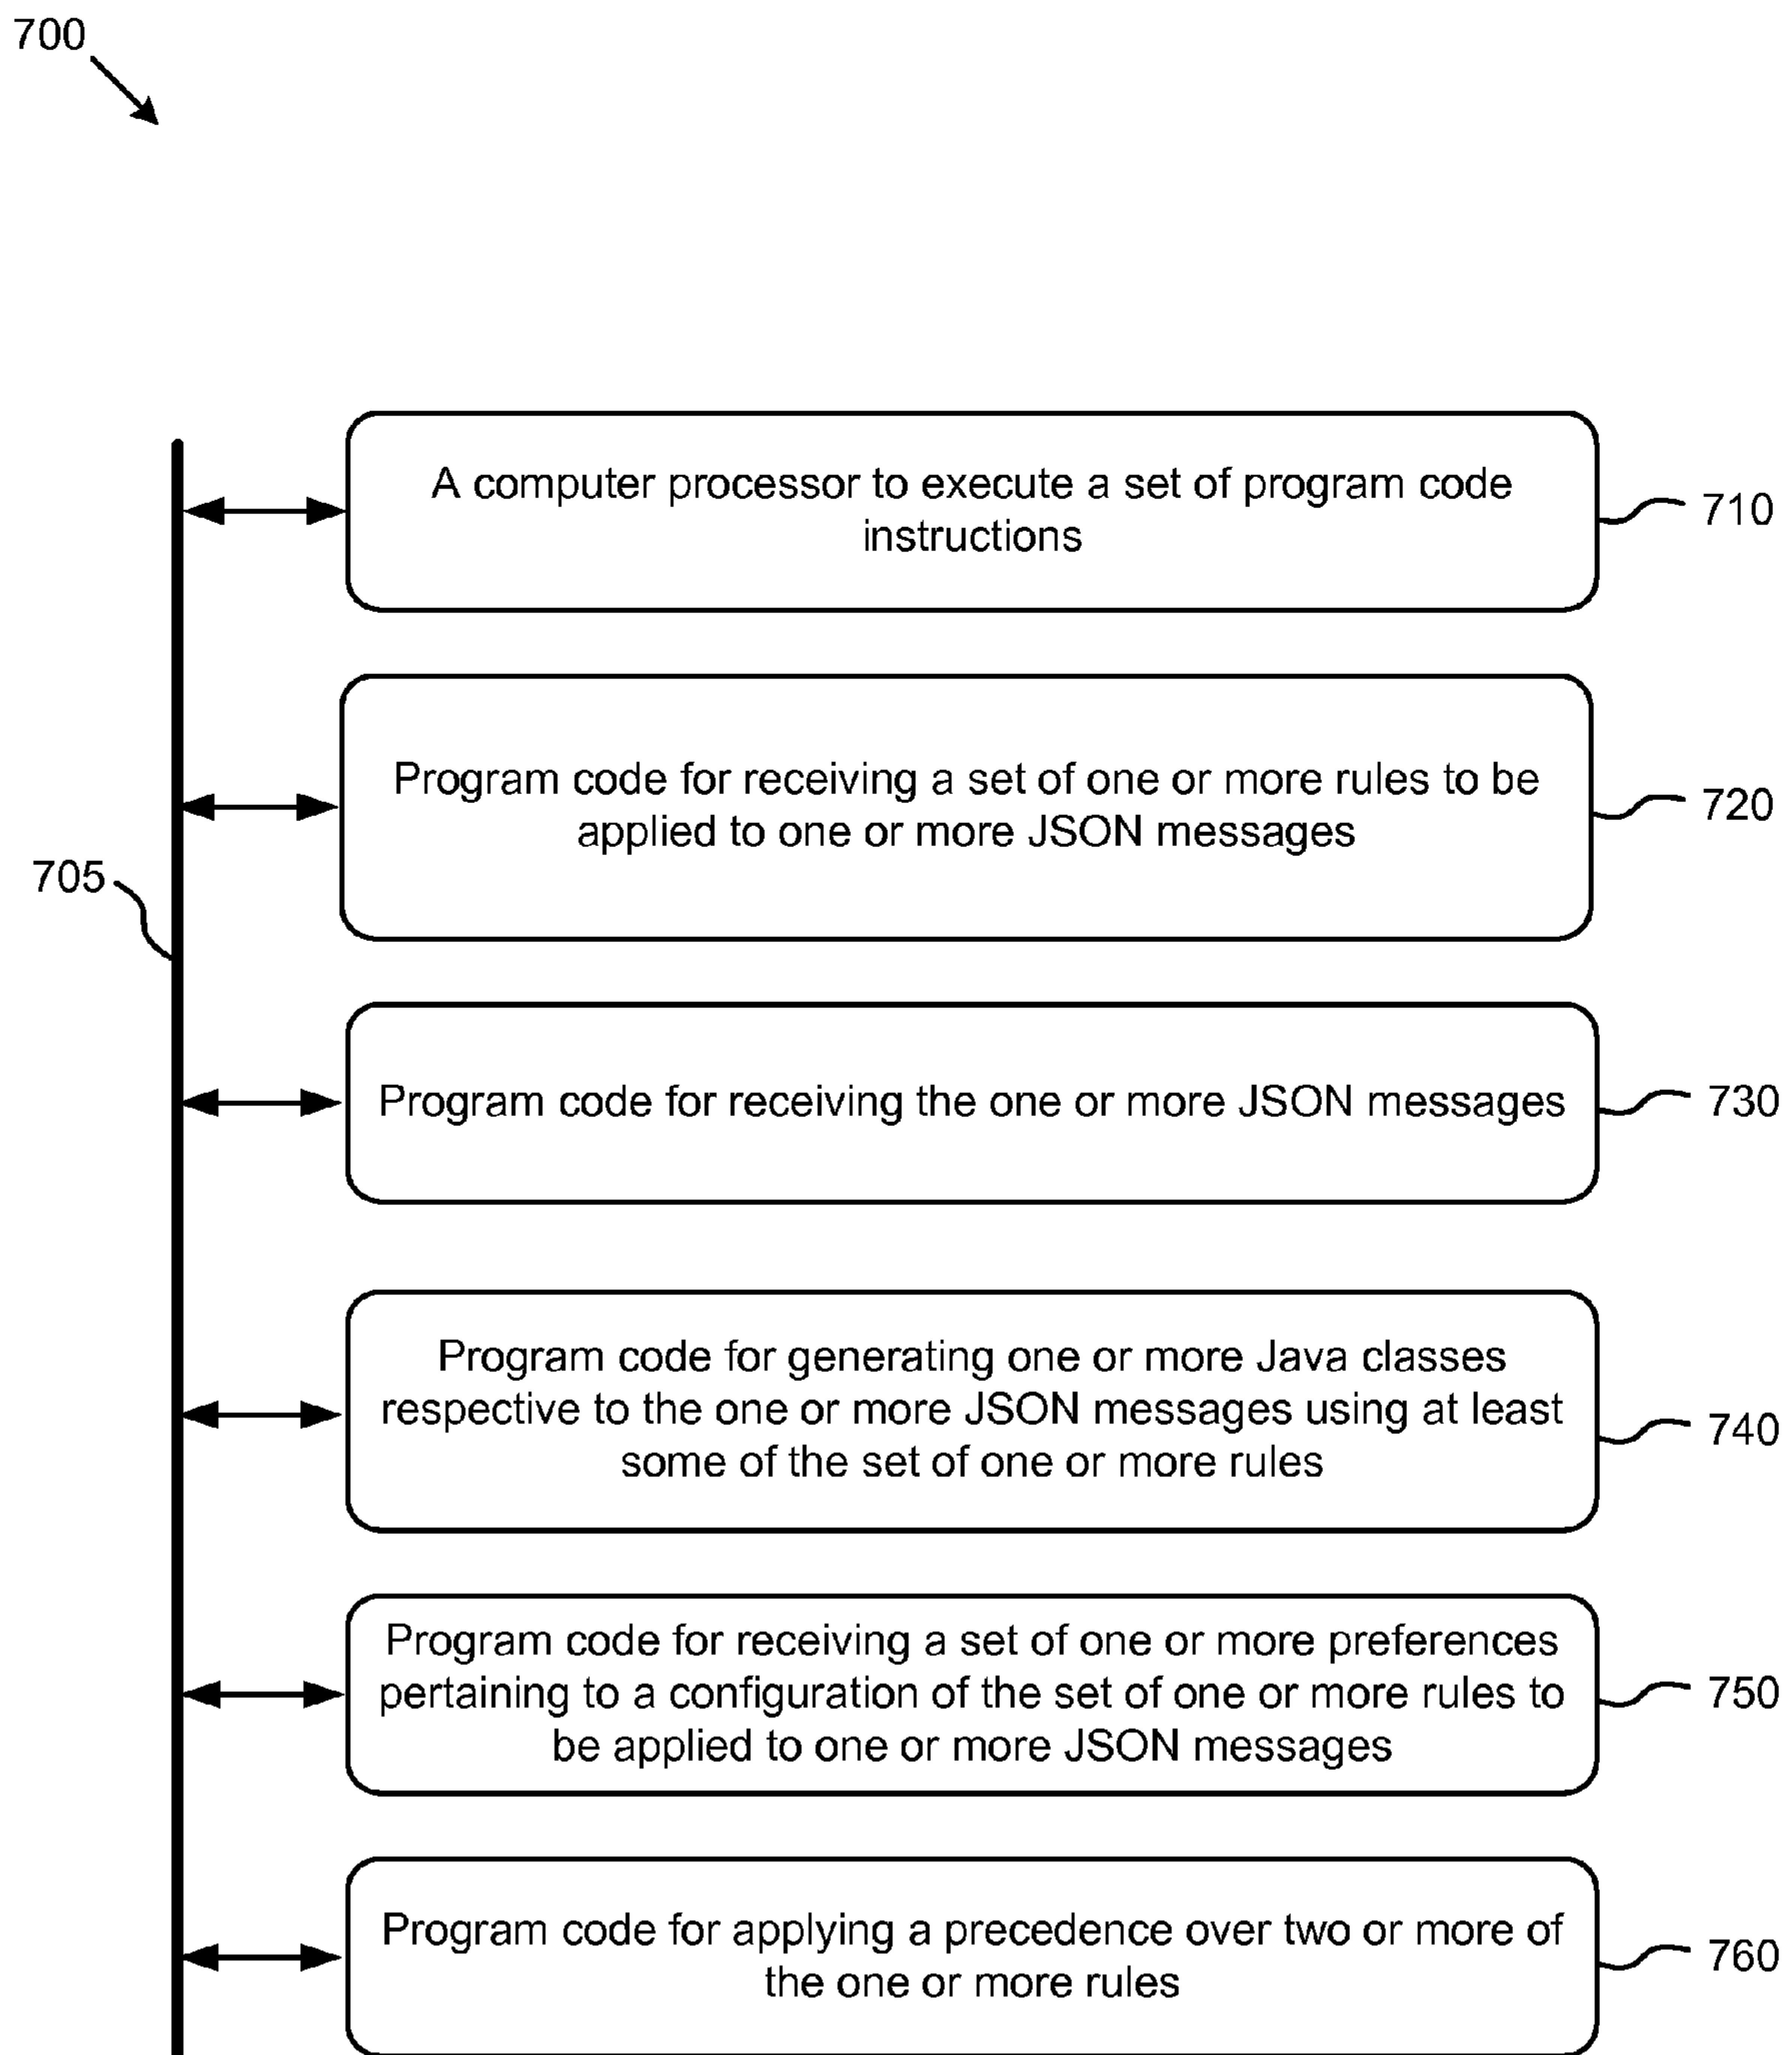 700
A computer processor to execute a set of program code
instructions
710
Program code for receiving a set of one or more rules to be
applied to one or more JSON messages
720
705
Program code for receiving the one or more JSON messages
730
Program code for generating one or more Java classes
respective to the one or more JSON messages using at least
some of the set of one or more rules
740
Program code for receiving a set of one or more preferences
pertaining to a configuration of the set of one or more rules to
be applied to one or more JSON messages
750
Program code for applying a precedence over two or more of
the one or more rules
760